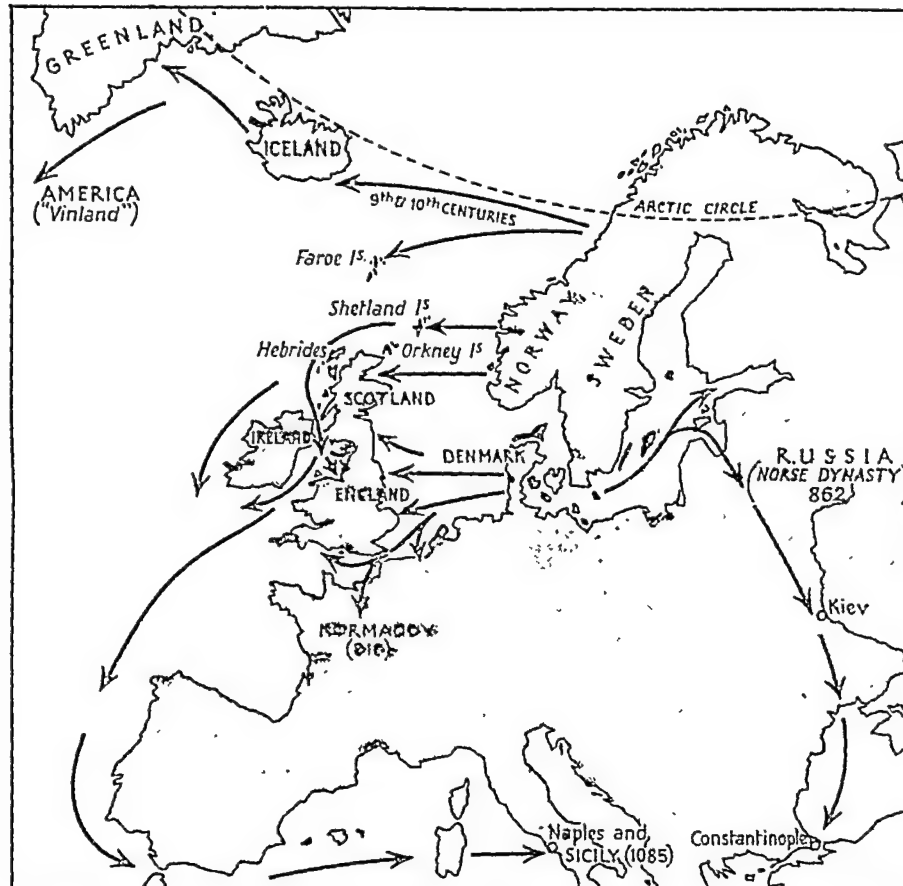 GREENLAND
ICELAND
AMERICA
("Vinland")
9th & 10th CENTURIES
ARCTIC CIRCLE
Faroe Is.
Shetland Is
Hebrides
Orkney Is
NORWAY
SWEDEN
SCOTLAND
IRELAND
DENMARK
ENGLAND
RUSSIA
(NORSE DYNASTY)
862
Kiev
NORMANDY
Naples and
SICILY (1085)
Constantinople